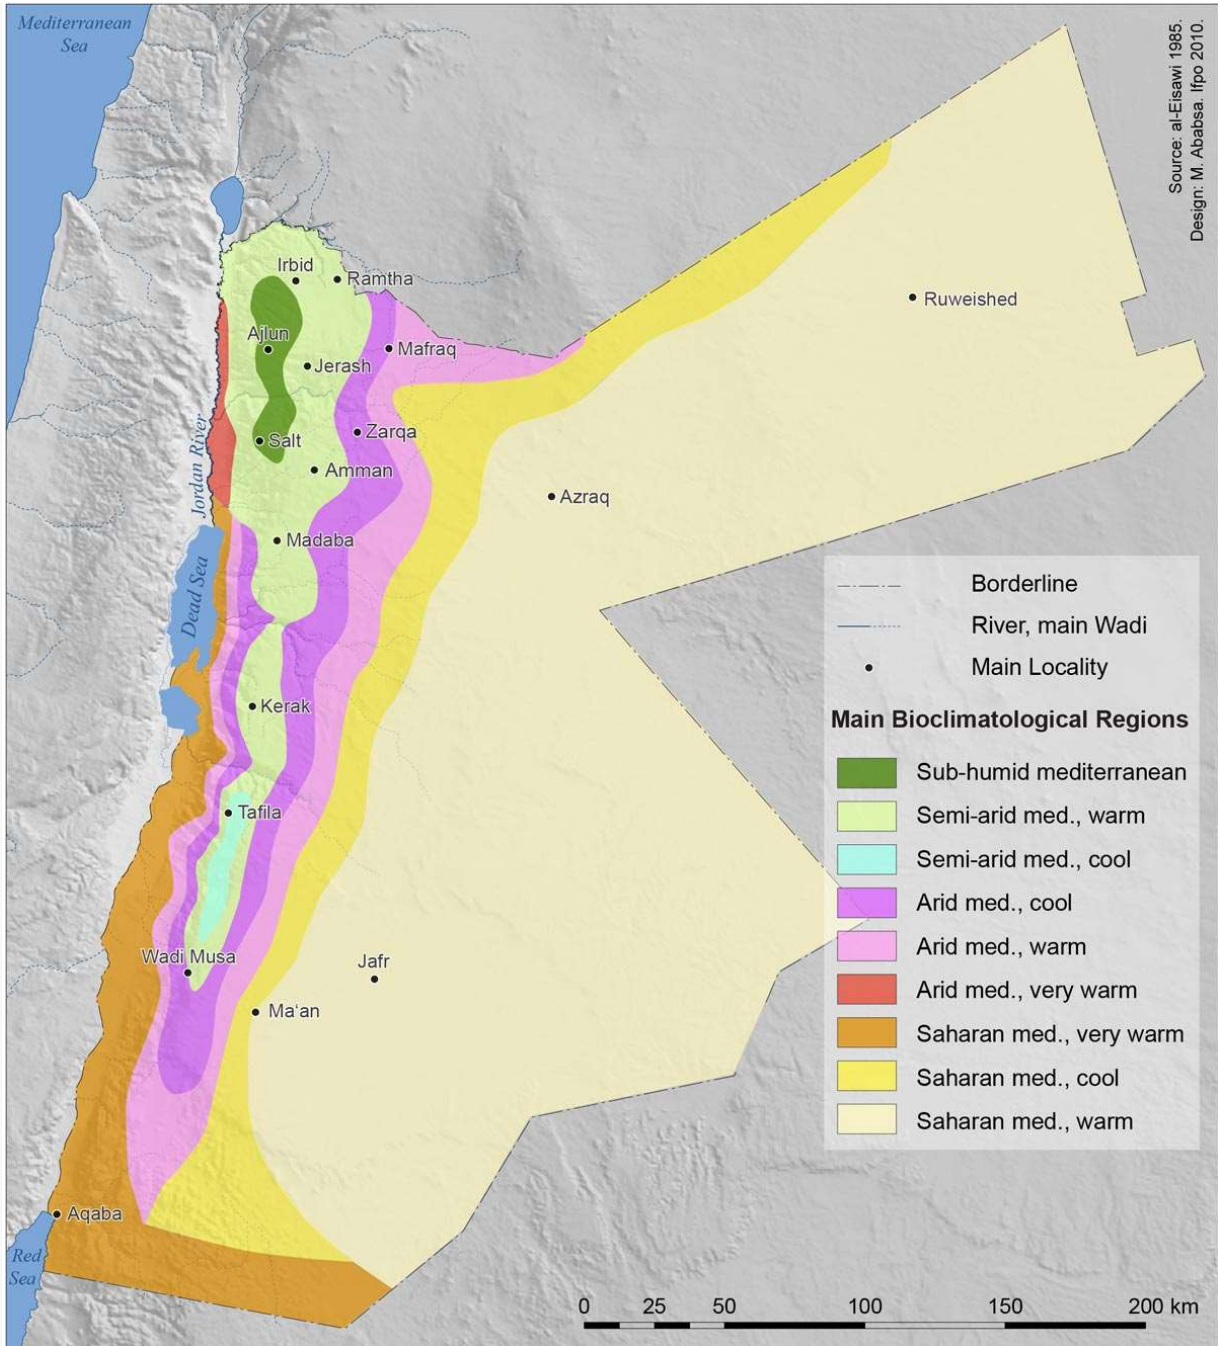 Mediterranean
Sea
Source: al-Eisawi 1985.
Design: M. Ababsa. Ifpo 2010.
Irbid
Ramtha
Ruweished
Ajlun
Mafraq
Jerash
Jordan River
Salt
Zarqa
Amman
Azraq
Madaba
Dead Sea
Kerak
Tafila
Wadi Musa
Jafr
Ma'an
Aqaba
Red
Sea
Borderline
River, main Wadi
Main Locality
Main Bioclimatological Regions
Sub-humid mediterranean
Semi-arid med., warm
Semi-arid med., cool
Arid med., cool
Arid med., warm
Arid med., very warm
Saharan med., very warm
Saharan med., cool
Saharan med., warm
0 25 50 100 150 200 km